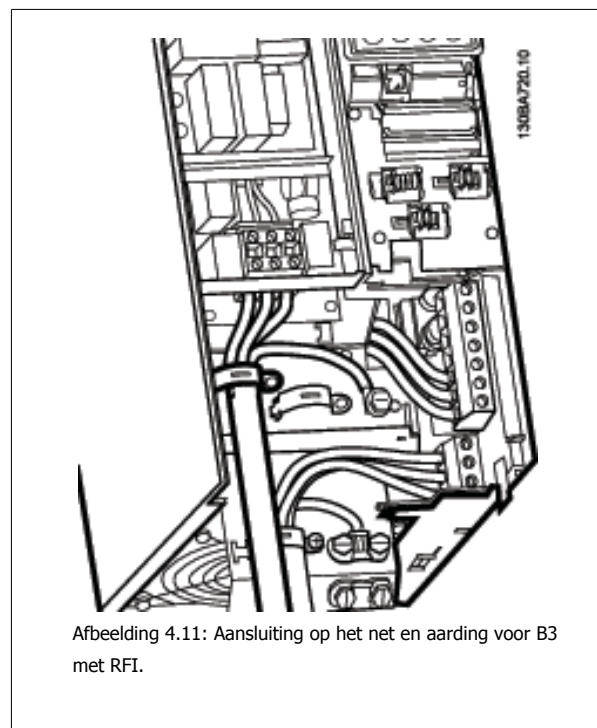 130BA720.10
Afbeelding 4.11: Aansluiting op het net en aarding voor B3
met RFI.